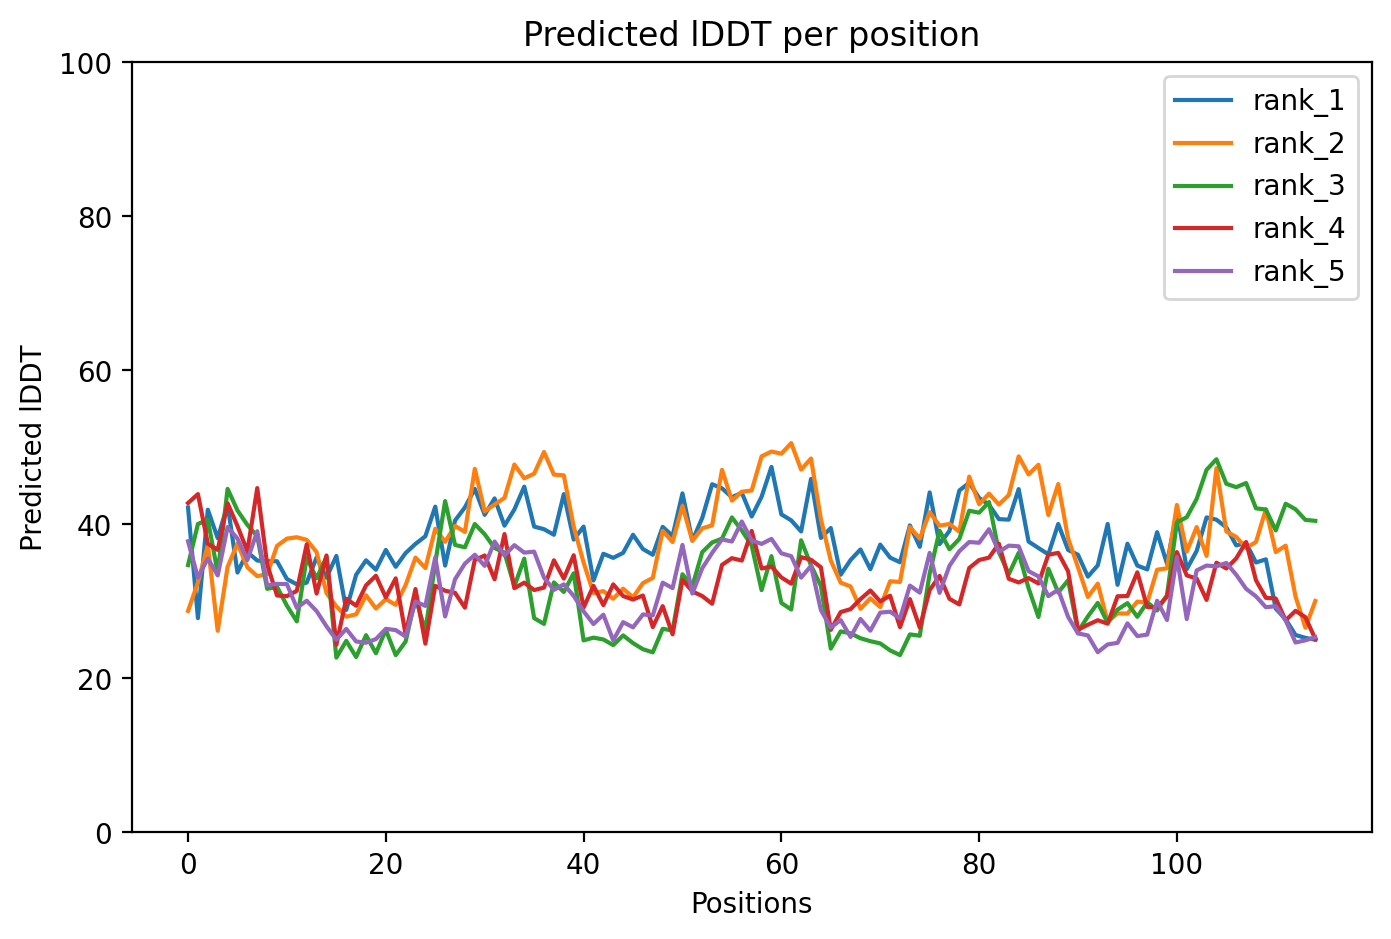 Predicted lDDT per position
100
80
60
40
20
0
Predicted lDDT
0 20 40 60 80 100
Positions
rank_1
rank_2
rank_3
rank_4
rank_5